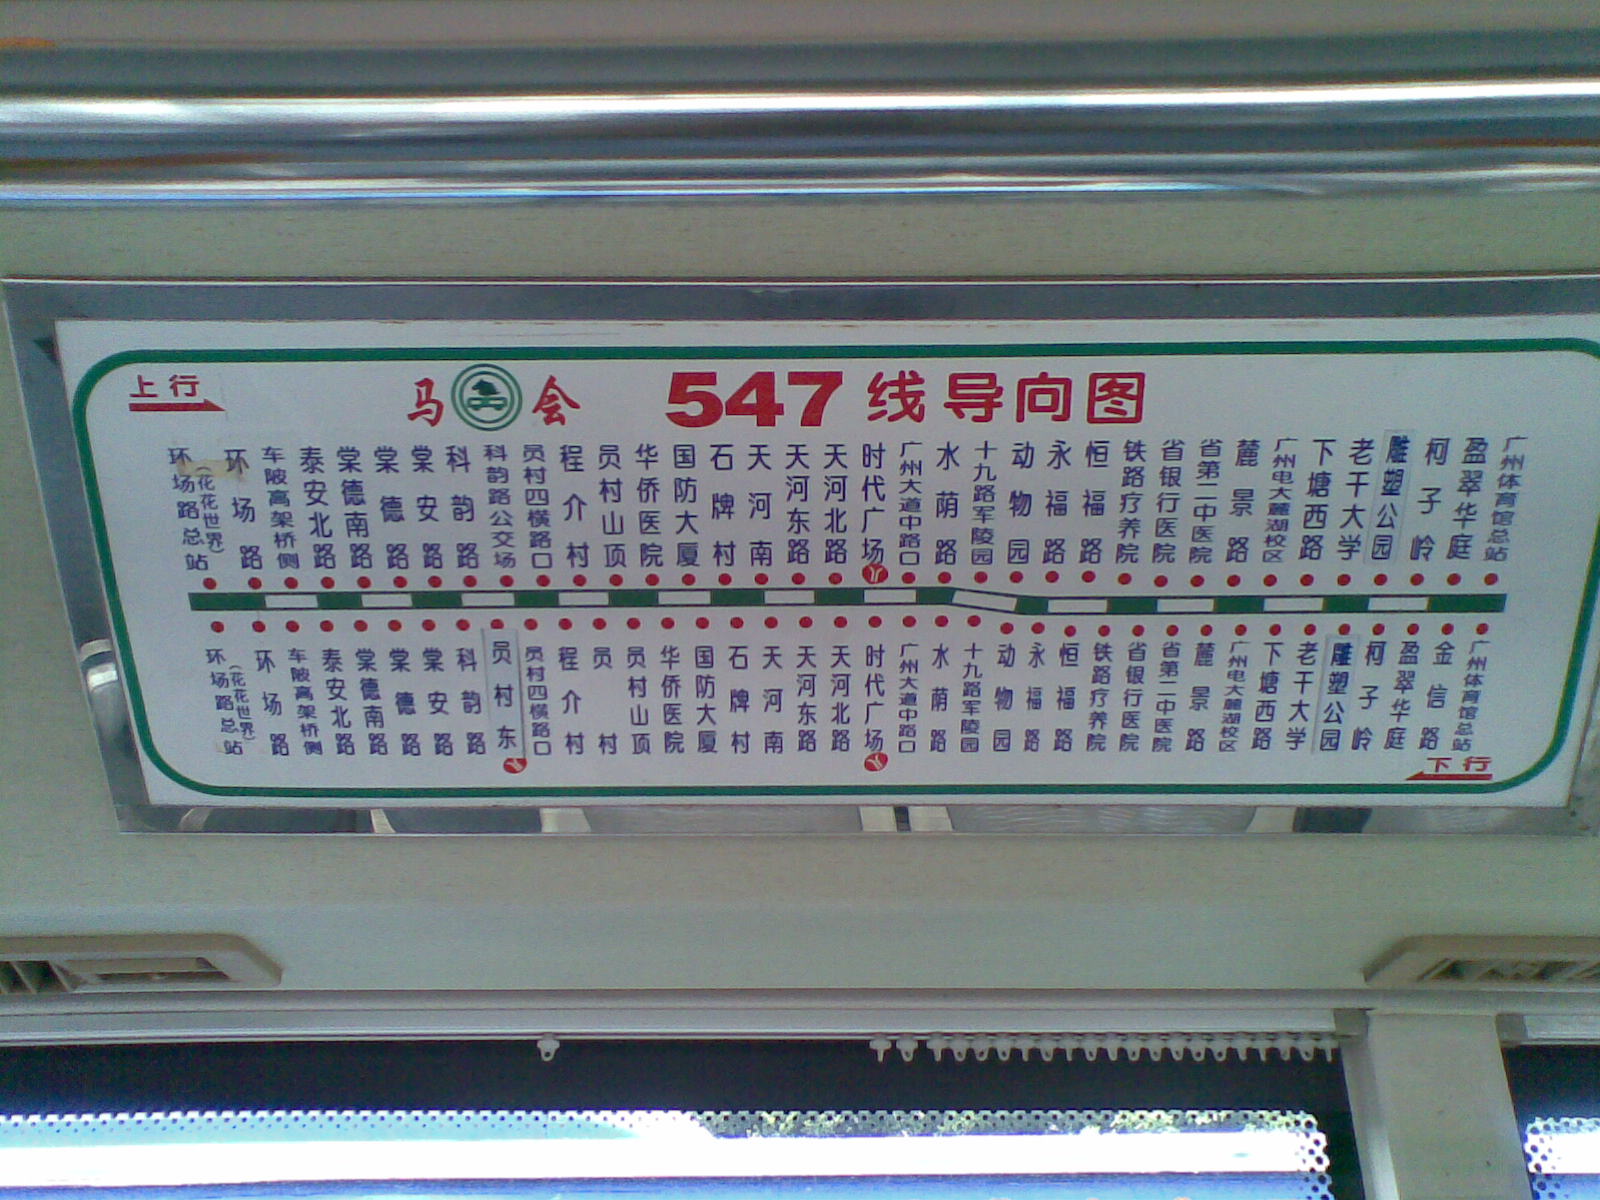 上行
马会 547 线导向图
环场路总站(花花世界)
环场路
车陂高架桥侧
泰安北路
棠德南路
棠德路
棠安路
科韵路
科韵路公交场
员村四横路口
程介村
员村山顶
华侨医院
国防大厦
石牌村
天河南
天河东路
天河北路
时代广场
广州大道中路口
水荫路
十九路军陵园
动物园
永福路
恒福路
铁路疗养院
省银行医院
省第二中医院
麓景路
广州电大麓湖校区
下塘西路
老干大学
雕塑公园
柯子岭
盈翠华庭
广州体育馆总站
环场路总站(花花世界)
环场路
车陂高架桥侧
泰安北路
棠德南路
棠德路
棠安路
科韵路
员村东
员村四横路口
程介村
员村
员村山顶
华侨医院
国防大厦
石牌村
天河南
天河东路
天河北路
时代广场
广州大道中路口
水荫路
十九路军陵园
动物园
永福路
恒福路
铁路疗养院
省银行医院
省第二中医院
麓景路
广州电大麓湖校区
下塘西路
老干大学
雕塑公园
柯子岭
盈翠华庭
金信路
广州体育馆总站
下行